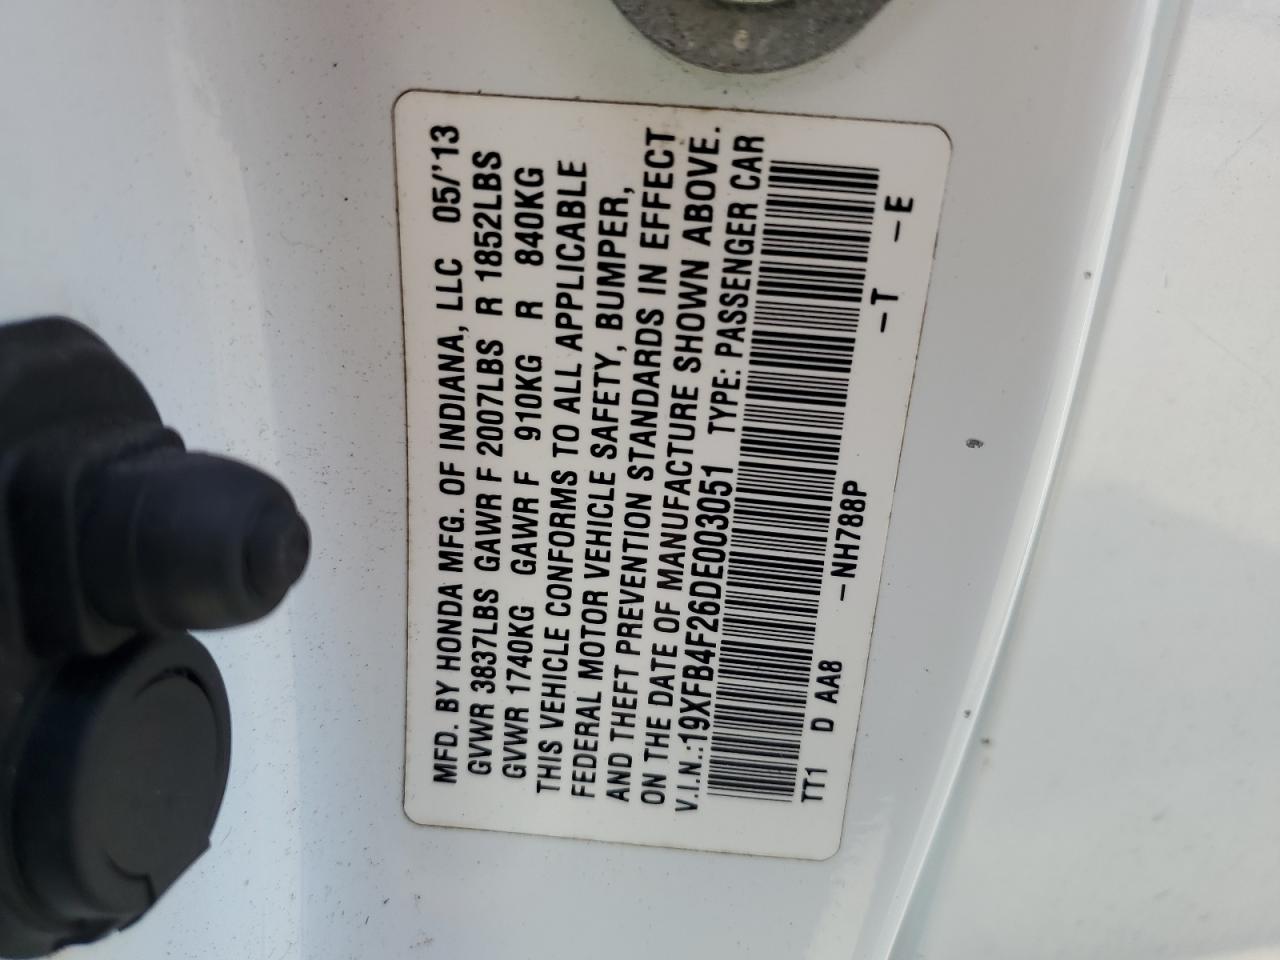 MFD. BY HONDA MFG. OF INDIANA, LLC 05/'13
GVWR 3837LBS GAWR F 2007LBS R 1852LBS
GVWR 1740KG GAWR F 910KG R 840KG
THIS VEHICLE CONFORMS TO ALL APPLICABLE
FEDERAL MOTOR VEHICLE SAFETY, BUMPER,
AND THEFT PREVENTION STANDARDS IN EFFECT
ON THE DATE OF MANUFACTURE SHOWN ABOVE.
V.I.N.:19XFB4F26DE003051 TYPE: PASSENGER CAR
TT1 D AA8 -NH788P -T -E